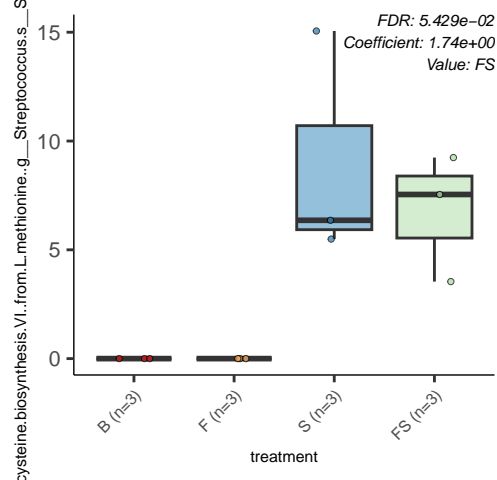 FDR: 5.429e−02
Coefficient: 1.74e+00
Value: FS
cysteine.biosynthesis.VI..from.L.methionine..g__Streptococcus.s__S
15
10
5
0
B (n=3)
F (n=3)
S (n=3)
FS (n=3)
treatment